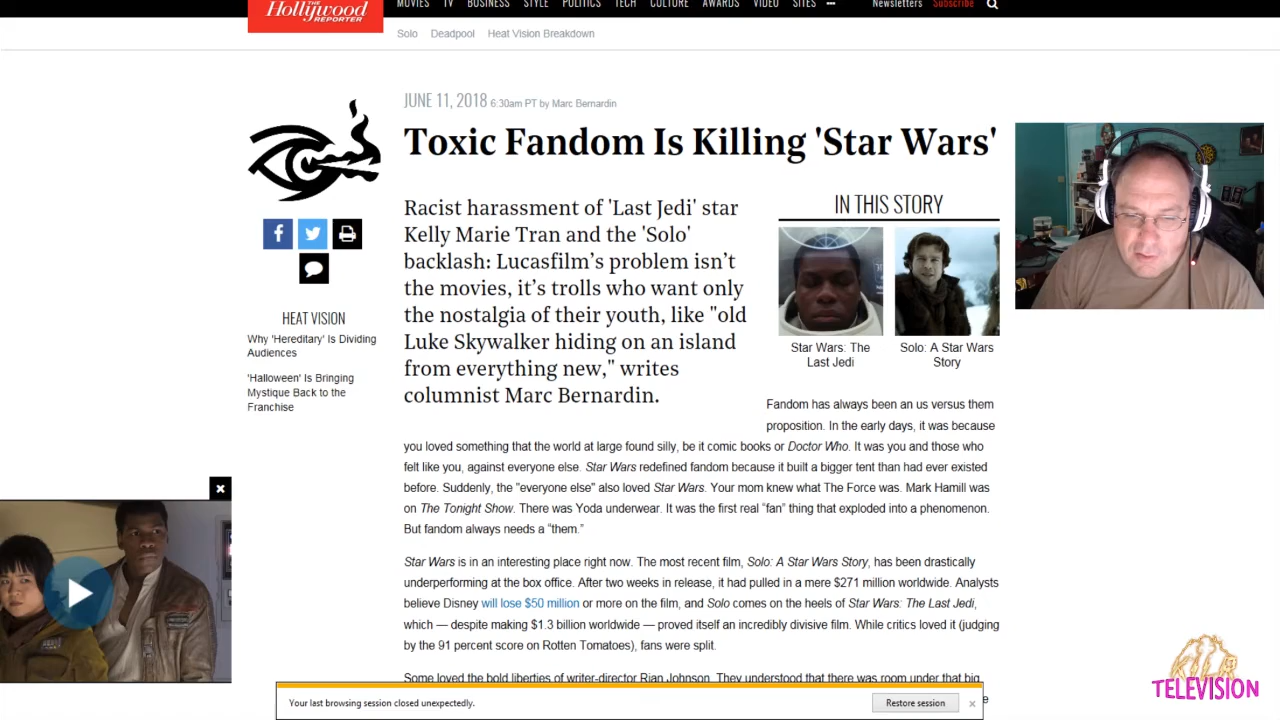 THE
Hollywood
REPORTER
MOVIES TV BUSINESS STYLE POLITICS TECH CULTURE AWARDS VIDEO SITES ••• Newsletters Subscribe
Solo Deadpool Heat Vision Breakdown
JUNE 11, 2018 6:30am PT by Marc Bernardin
Toxic Fandom Is Killing 'Star Wars'
Racist harassment of 'Last Jedi' star
Kelly Marie Tran and the 'Solo'
backlash: Lucasfilm's problem isn't
the movies, it's trolls who want only
the nostalgia of their youth, like "old
Luke Skywalker hiding on an island
from everything new," writes
columnist Marc Bernardin.
IN THIS STORY
Star Wars: The
Last Jedi
Solo: A Star Wars
Story
HEAT VISION
Why 'Hereditary' Is Dividing
Audiences
'Halloween' Is Bringing
Mystique Back to the
Franchise
Fandom has always been an us versus them
proposition. In the early days, it was because
you loved something that the world at large found silly, be it comic books or Doctor Who. It was you and those who
felt like you, against everyone else. Star Wars redefined fandom because it built a bigger tent than had ever existed
before. Suddenly, the "everyone else" also loved Star Wars. Your mom knew what The Force was. Mark Hamill was
on The Tonight Show. There was Yoda underwear. It was the first real "fan" thing that exploded into a phenomenon.
But fandom always needs a "them."
Star Wars is in an interesting place right now. The most recent film, Solo: A Star Wars Story, has been drastically
underperforming at the box office. After two weeks in release, it had pulled in a mere $271 million worldwide. Analysts
believe Disney will lose $50 million or more on the film, and Solo comes on the heels of Star Wars: The Last Jedi,
which — despite making $1.3 billion worldwide — proved itself an incredibly divisive film. While critics loved it (judging
by the 91 percent score on Rotten Tomatoes), fans were split.
Some loved the bold liberties of writer-director Rian Johnson. They understood that there was room under that big
Your last browsing session closed unexpectedly.
Restore session
TELEVISION